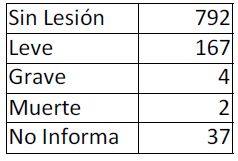 Sin Lesión 792
Leve 167
Grave 4
Muerte 2
No Informa 37